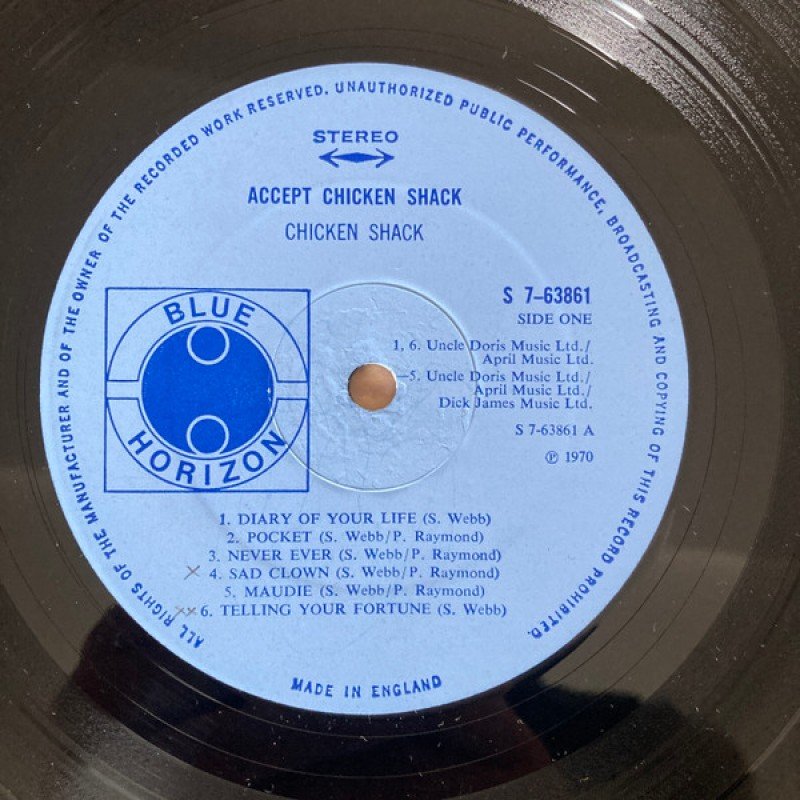 ALL RIGHTS OF THE MANUFACTURER AND OF THE OWNER OF THE RECORDED WORK RESERVED. UNAUTHORIZED PUBLIC PERFORMANCE, BROADCASTING AND COPYING OF THIS RECORD PROHIBITED.
STEREO
ACCEPT CHICKEN SHACK
CHICKEN SHACK
S 7-63861
SIDE ONE
BLUE
HORIZON
1, 6. Uncle Doris Music Ltd./
April Music Ltd.
—5. Uncle Doris Music Ltd./
April Music Ltd./
Dick James Music Ltd.
S 7-63861 A
℗ 1970
1. DIARY OF YOUR LIFE (S. Webb)
2. POCKET (S. Webb/P. Raymond)
3. NEVER EVER (S. Webb/P. Raymond)
x 4. SAD CLOWN (S. Webb/P. Raymond)
5. MAUDIE (S. Webb/P. Raymond)
xx 6. TELLING YOUR FORTUNE (S. Webb)
MADE IN ENGLAND